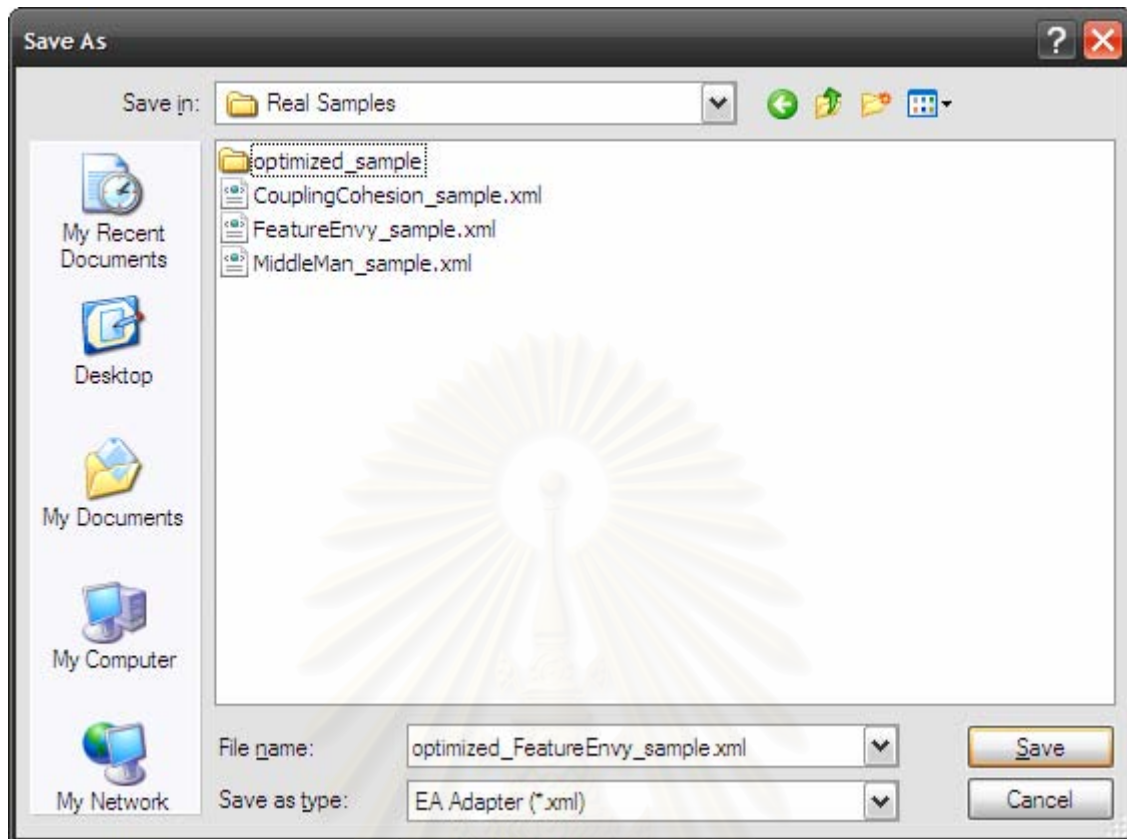 Save As
Save in:
Real Samples
optimized_sample
CouplingCohesion_sample.xml
FeatureEnvy_sample.xml
MiddleMan_sample.xml
My Recent
Documents
Desktop
My Documents
My Computer
My Network
File name:
optimized_FeatureEnvy_sample.xml
Save
Save as type:
EA Adapter (*.xml)
Cancel